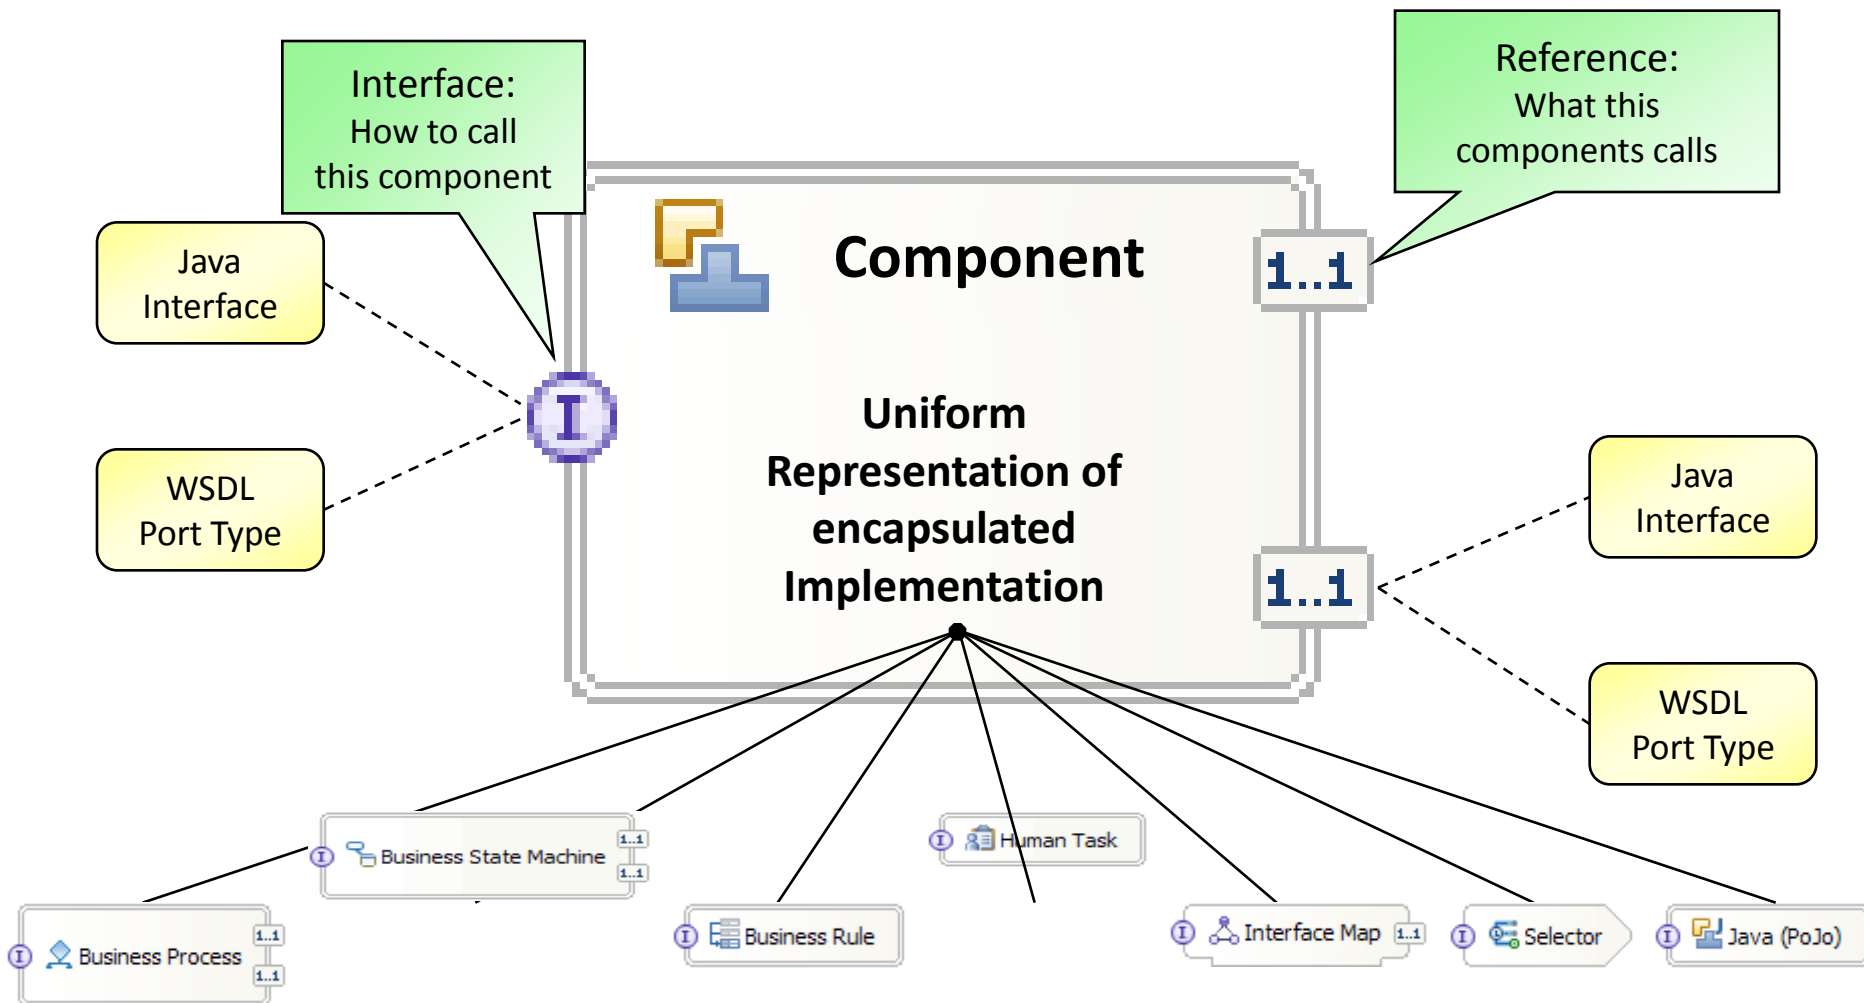 Interface:
How to call
this component
Reference:
What this
components calls
Java
Interface
Component
1..1
I
Uniform
Representation of
encapsulated
Implementation
WSDL
Port Type
1..1
Java
Interface
WSDL
Port Type
I
Business State Machine
1..1
1..1
I
Human Task
I
Business Process
1..1
1..1
I
Business Rule
I
Interface Map
1..1
I
Selector
I
Java (PoJo)